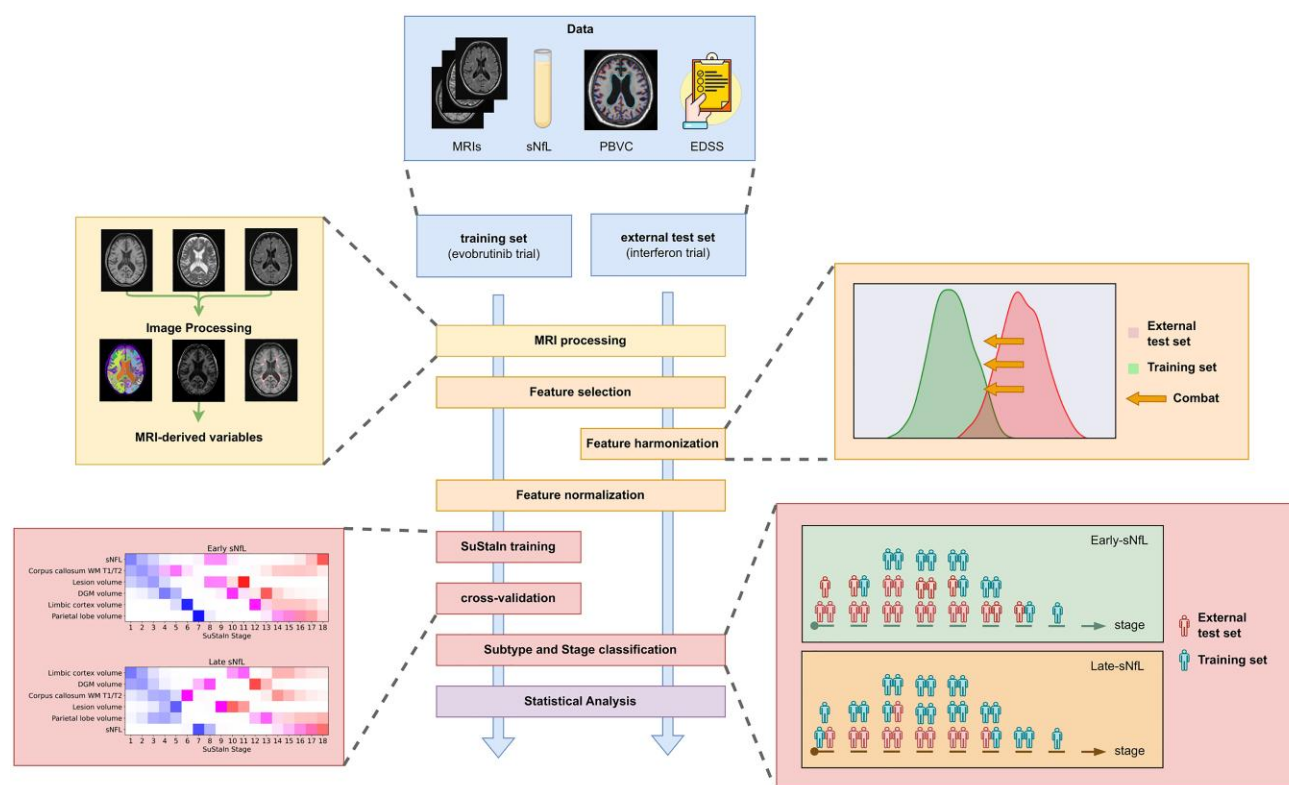 Data
MRIs
sNfL
PBVC
EDSS
training set
(evobrutinib trial)
external test set
(interferon trial)
Image Processing
MRI-derived variables
MRI processing
Feature selection
Feature harmonization
Feature normalization
External
test set
Training set
Combat
SuStaIn training
cross-validation
Subtype and Stage classification
Statistical Analysis
Early sNfL
sNFL
Corpus callosum WM T1/T2
Lesion volume
DGM volume
Limbic cortex volume
Parietal lobe volume
1 2 3 4 5 6 7 8 9 10 11 12 13 14 15 16 17 18
SuStaIn Stage
Late sNfL
Limbic cortex volume
DGM volume
Corpus callosum WM T1/T2
Lesion volume
Parietal lobe volume
sNFL
1 2 3 4 5 6 7 8 9 10 11 12 13 14 15 16 17 18
SuStaIn Stage
Early-sNfL
stage
Late-sNfL
stage
External
test set
Training set